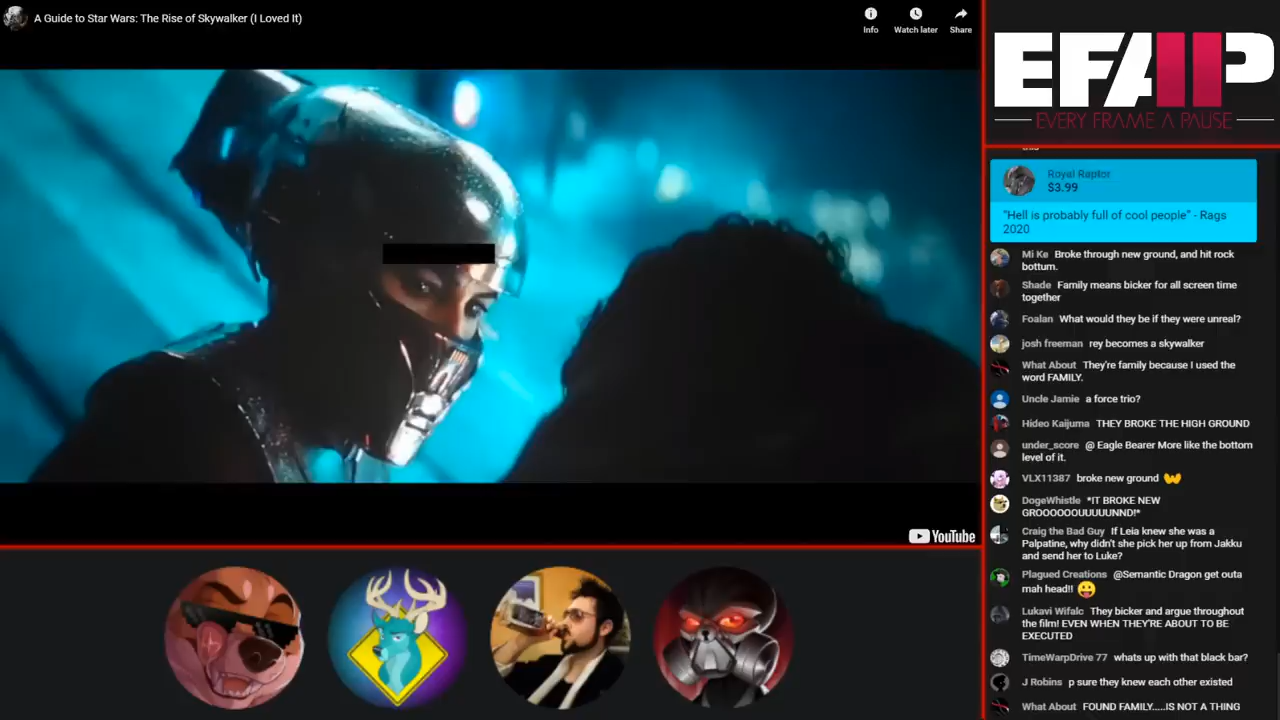 A Guide to Star Wars: The Rise of Skywalker (I Loved It)
Info
Watch later
Share
EFAP
EVERY FRAME A PAUSE
Royal Raptor
$3.99
"Hell is probably full of cool people" - Rags
2020
Mi Ke Broke through new ground, and hit rock
bottum.
Shade Family means bicker for all screen time
together
Foalan What would they be if they were unreal?
josh freeman rey becomes a skywalker
What About They're family because I used the
word FAMILY.
Uncle Jamie a force trio?
Hideo Kaijuma THEY BROKE THE HIGH GROUND
under_score @ Eagle Bearer More like the bottom
level of it.
VLX11387 broke new ground
DogeWhistle *IT BROKE NEW
GROOOOOOUUUUUNND!*
Craig the Bad Guy If Leia knew she was a
Palpatine, why didn't she pick her up from Jakku
and send her to Luke?
Plagued Creations @Semantic Dragon get outa
mah head!!
Lukavi Wifalc They bicker and argue throughout
the film! EVEN WHEN THEY'RE ABOUT TO BE
EXECUTED
TimeWarpDrive 77 whats up with that black bar?
J Robins p sure they knew each other existed
What About FOUND FAMILY.....IS NOT A THING
YouTube